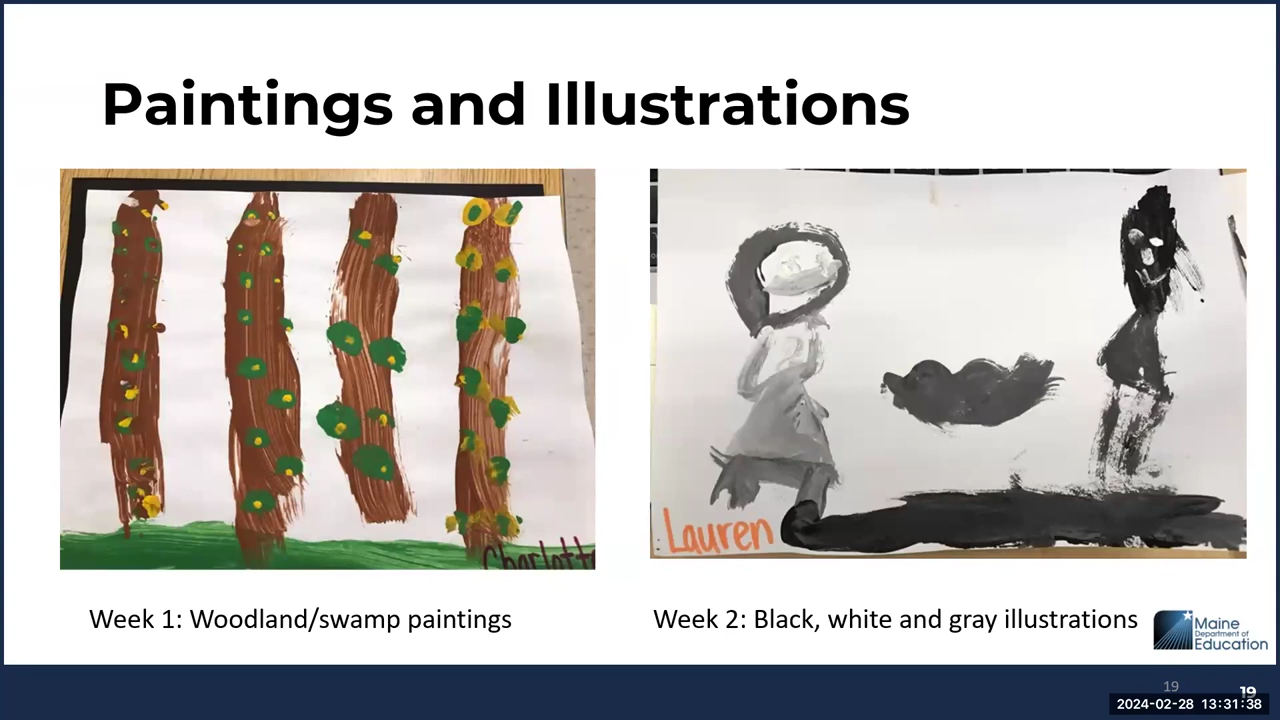 Paintings and Illustrations
Charlotte
Lauren
Week 1: Woodland/swamp paintings
Week 2: Black, white and gray illustrations
Maine
Department of
Education
19
19
2024-02-28 13:31:38